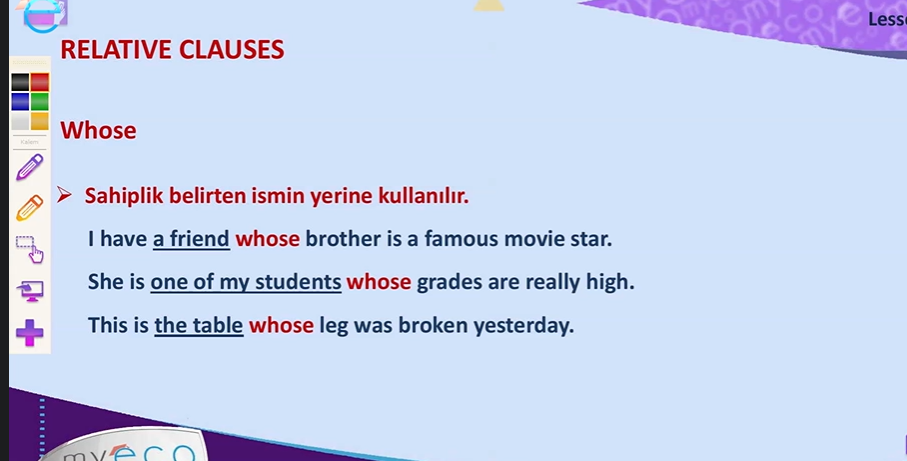 RELATIVE CLAUSES
Whose
Sahiplik belirten ismin yerine kullanılır.
I have a friend whose brother is a famous movie star.
She is one of my students whose grades are really high.
This is the table whose leg was broken yesterday.
Kalem
myeco